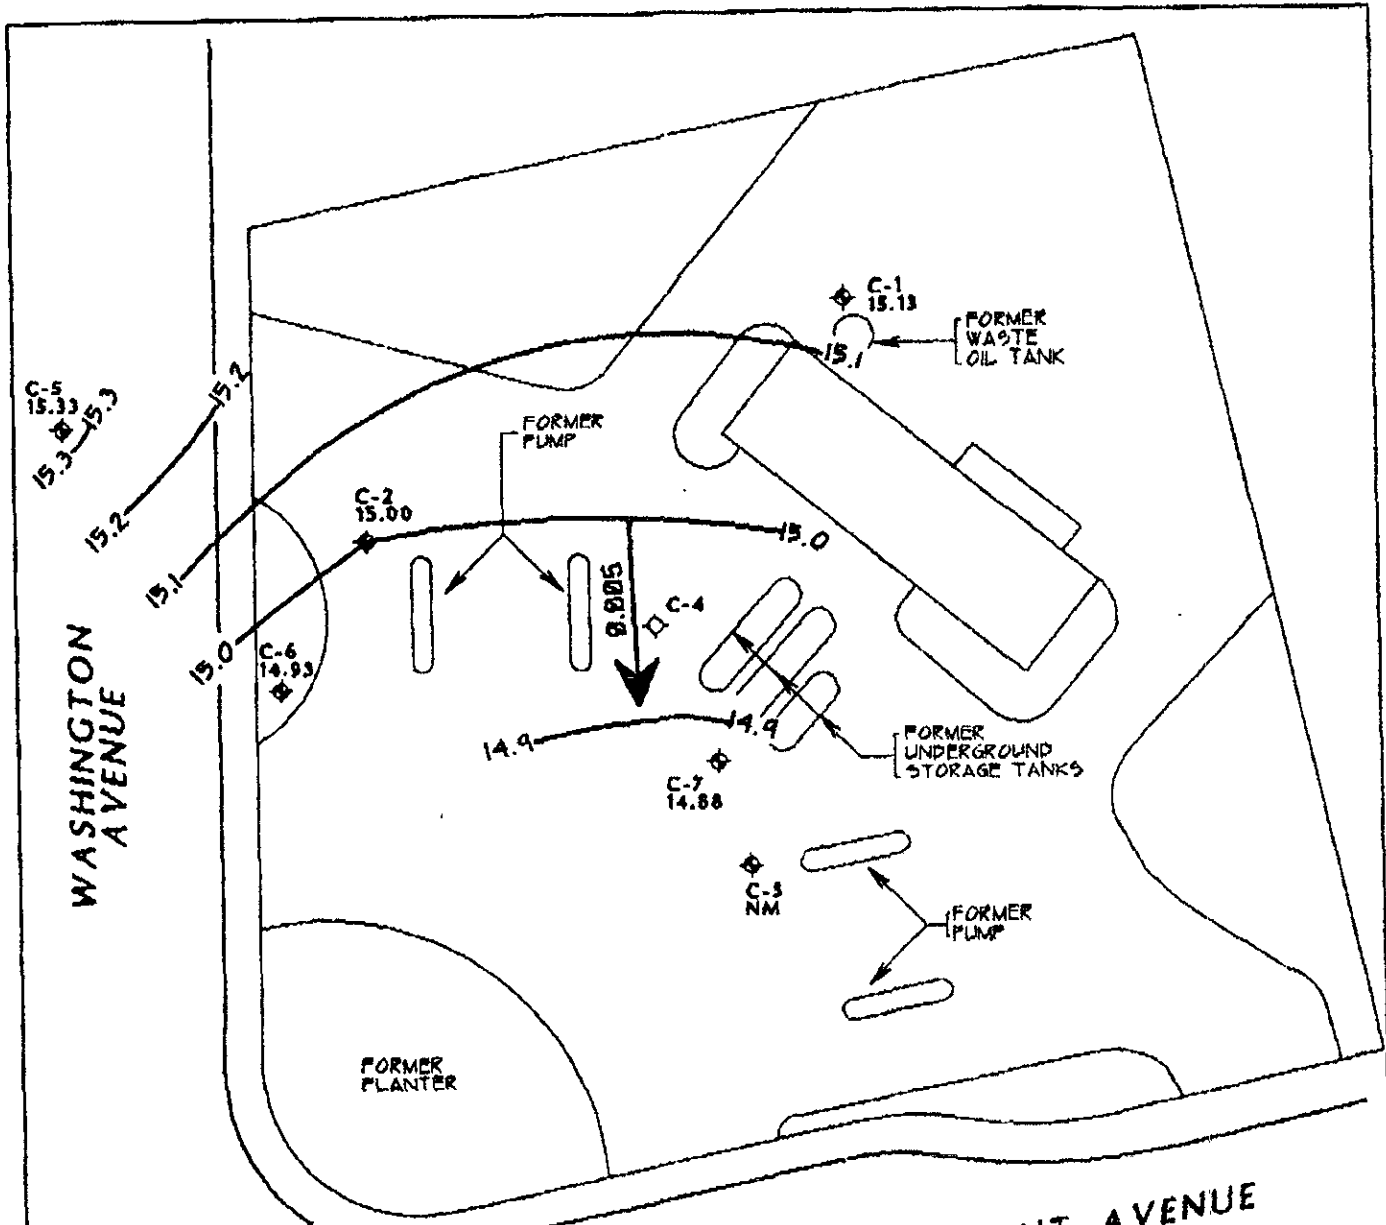 C-1
15.13
FORMER
WASTE
OIL TANK
15.1
15.2
C-5
15.33
15.3
15.3
FORMER
PUMP
C-2
15.00
15.2
15.0
15.1
0.005
C-4
15.0
C-6
14.93
WASHINGTON
AVENUE
14.9
14.9
FORMER
UNDERGROUND
STORAGE TANKS
C-7
14.88
C-3
NM
FORMER
PUMP
FORMER
PLANTER
AVENUE